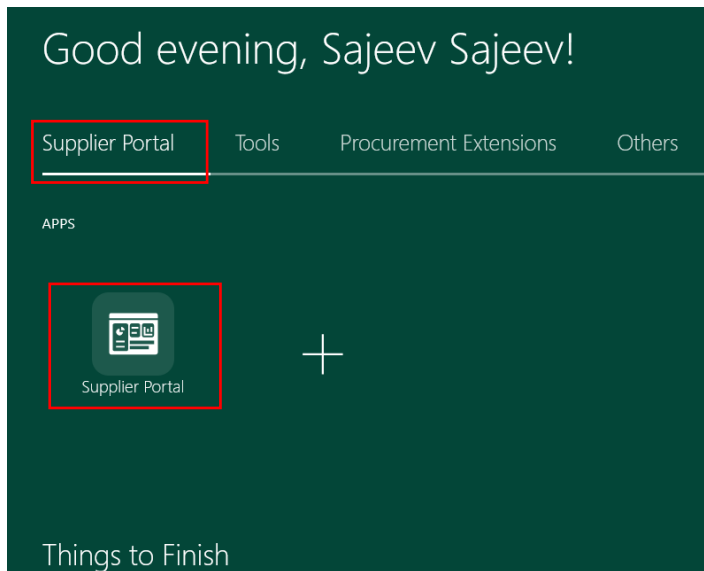 Good evening, Sajeev Sajeev!
Supplier Portal Tools Procurement Extensions Others
APPS
Supplier Portal
Things to Finish